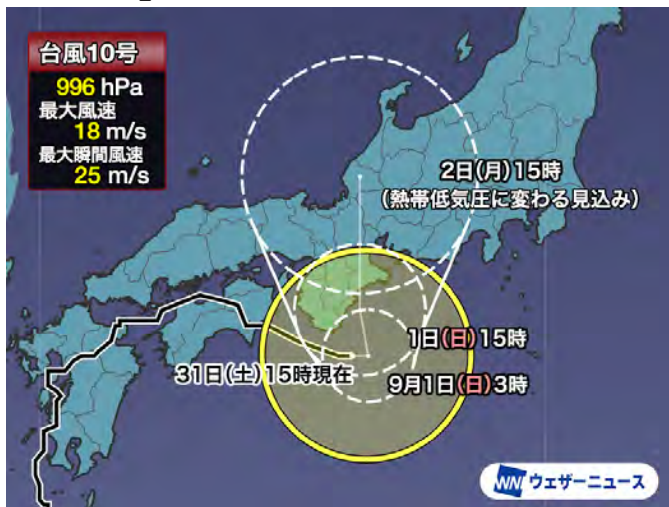 台風10号
996 hPa
最大風速
18 m/s
最大瞬間風速
25 m/s
2日(月)15時
(熱帯低気圧に変わる見込み)
1日(日)15時
31日(土)15時現在
9月1日(日)3時
WN ウェザーニュース